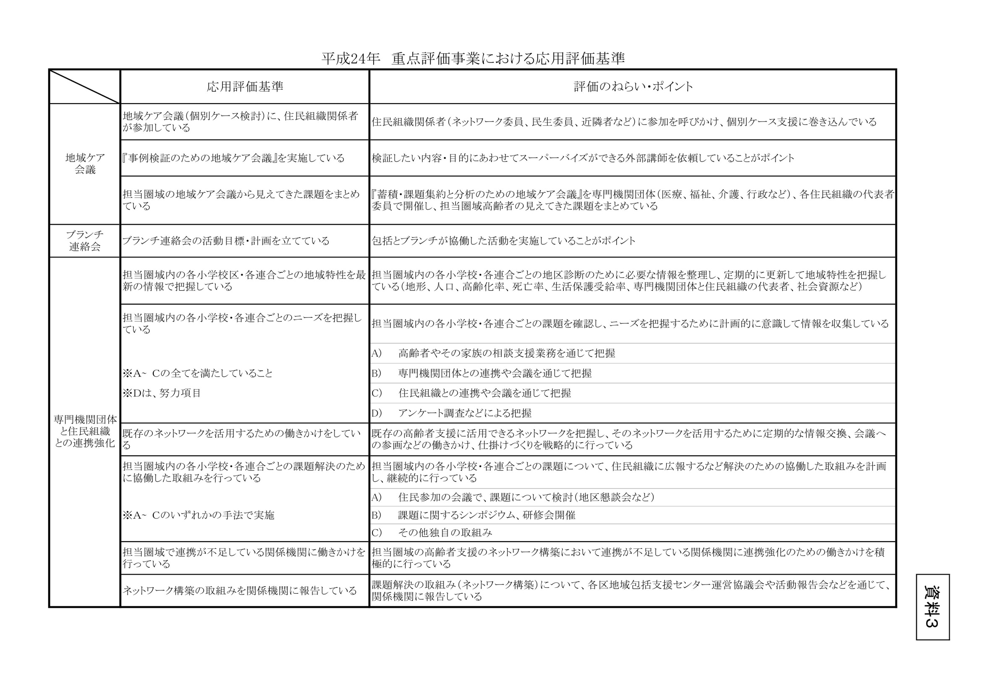 平成24年 重点評価事業における応用評価基準
応用評価基準
評価のねらい・ポイント
地域ケア
会議
地域ケア会議（個別ケース検討）に、住民組織関係者
が参加している
住民組織関係者（ネットワーク委員、民生委員、近隣者など）に参加を呼びかけ、個別ケース支援に巻き込んでいる
『事例検証のための地域ケア会議』を実施している
検証したい内容・目的にあわせてスーパーバイズができる外部講師を依頼していることがポイント
担当圏域の地域ケア会議から見えてきた課題をまとめ
ている
『蓄積・課題集約と分析のための地域ケア会議』を専門機関団体（医療、福祉、介護、行政など）、各住民組織の代表者
委員で開催し、担当圏域高齢者の見えてきた課題をまとめている
ブランチ
連絡会
ブランチ連絡会の活動目標・計画を立てている
包括とブランチが協働した活動を実施していることがポイント
専門機関団体
と住民組織
との連携強化
担当圏域内の各小学校区・各連合ごとの地域特性を最
新の情報で把握している
担当圏域内の各小学校・各連合ごとの地区診断のために必要な情報を整理し、定期的に更新して地域特性を把握し
ている（地形、人口、高齢化率、死亡率、生活保護受給率、専門機関団体と住民組織の代表者、社会資源など）
担当圏域内の各小学校・各連合ごとのニーズを把握し
ている
担当圏域内の各小学校・各連合ごとの課題を確認し、ニーズを把握するために計画的に意識して情報を収集している
A） 高齢者やその家族の相談支援業務を通じて把握
※A~ Cの全てを満たしていること
B） 専門機関団体との連携や会議を通じて把握
※Dは、努力項目
C） 住民組織との連携や会議を通じて把握
D） アンケート調査などによる把握
既存のネットワークを活用するための働きかけをしてい
る
既存の高齢者支援に活用できるネットワークを把握し、そのネットワークを活用するために定期的な情報交換、会議へ
の参画などの働きかけ、仕掛けづくりを戦略的に行っている
担当圏域内の各小学校・各連合ごとの課題解決のため
に協働した取組みを行っている
担当圏域内の各小学校・各連合ごとの課題について、住民組織に広報するなど解決のための協働した取組みを計画
し、継続的に行っている
A） 住民参加の会議で、課題について検討（地区懇談会など）
※A~ Cのいずれかの手法で実施
B） 課題に関するシンポジウム、研修会開催
C） その他独自の取組み
担当圏域で連携が不足している関係機関に働きかけを
行っている
担当圏域の高齢者支援のネットワーク構築において連携が不足している関係機関に連携強化のための働きかけを積
極的に行っている
ネットワーク構築の取組みを関係機関に報告している
課題解決の取組み（ネットワーク構築）について、各区地域包括支援センター運営協議会や活動報告会などを通じて、
関係機関に報告している
資料3